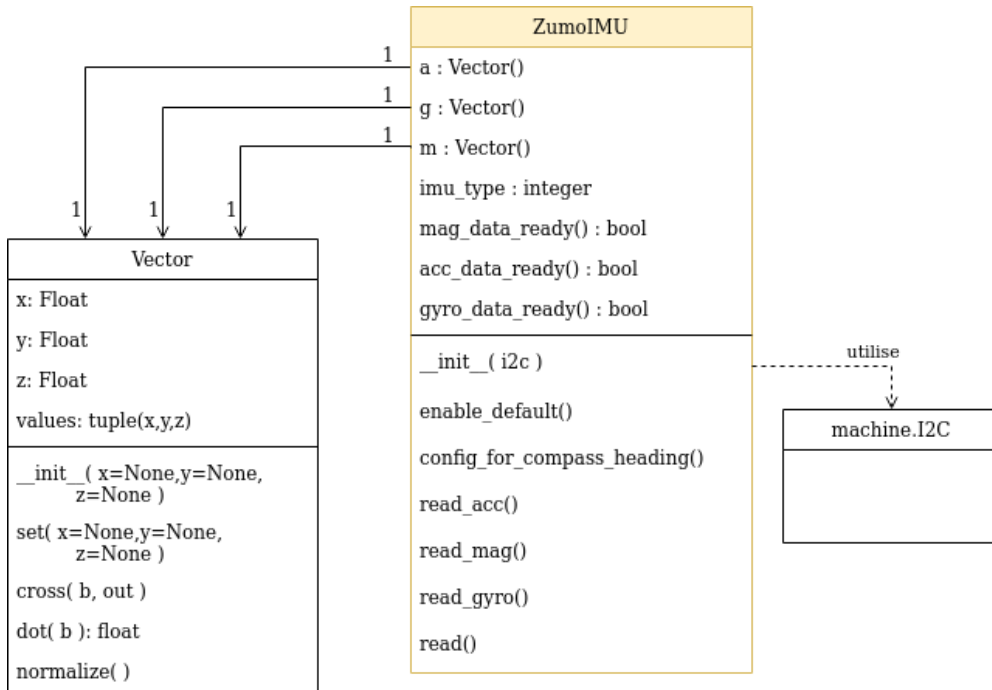 ZumoIMU
a : Vector()
g : Vector()
m : Vector()
imu_type : integer
mag_data_ready() : bool
acc_data_ready() : bool
gyro_data_ready() : bool
__init__( i2c )
enable_default()
config_for_compass_heading()
read_acc()
read_mag()
read_gyro()
read()
1
1
1
1
1
1
Vector
x: Float
y: Float
z: Float
values: tuple(x,y,z)
__init__( x=None,y=None,
z=None )
set( x=None,y=None,
z=None )
cross( b, out )
dot( b ): float
normalize( )
utilise
machine.I2C